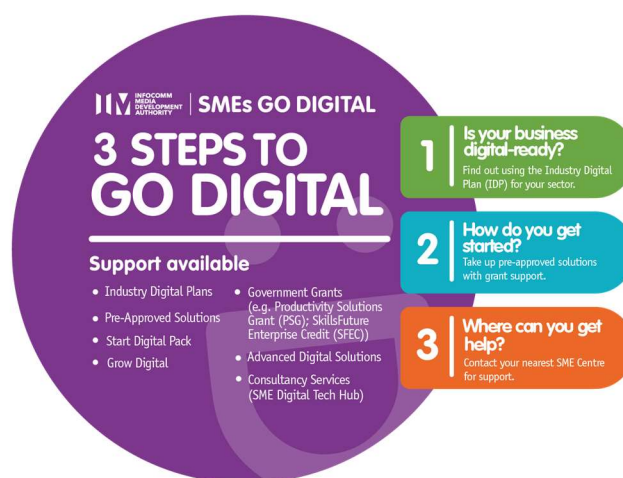 INFOCOMM
MEDIA
DEVELOPMENT
AUTHORITY
SMEs GO DIGITAL
3 STEPS TO
GO DIGITAL
Support available
• Industry Digital Plans
• Pre-Approved Solutions
• Start Digital Pack
• Grow Digital
• Government Grants
(e.g. Productivity Solutions
Grant (PSG); SkillsFuture
Enterprise Credit (SFEC))
• Advanced Digital Solutions
• Consultancy Services
(SME Digital Tech Hub)
1
Is your business
digital-ready?
Find out using the Industry Digital
Plan (IDP) for your sector.
2
How do you get
started?
Take up pre-approved solutions
with grant support.
3
Where can you get
help?
Contact your nearest SME Centre
for support.